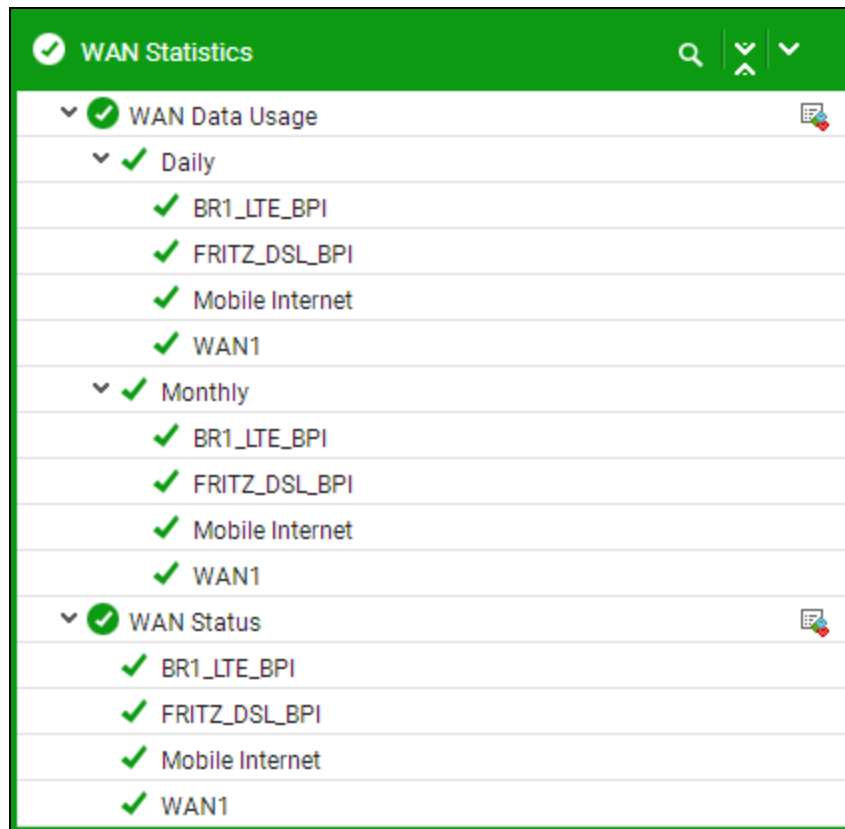 WAN Statistics
WAN Data Usage
Daily
BR1_LTE_BPI
FRITZ_DSL_BPI
Mobile Internet
WAN1
Monthly
BR1_LTE_BPI
FRITZ_DSL_BPI
Mobile Internet
WAN1
WAN Status
BR1_LTE_BPI
FRITZ_DSL_BPI
Mobile Internet
WAN1